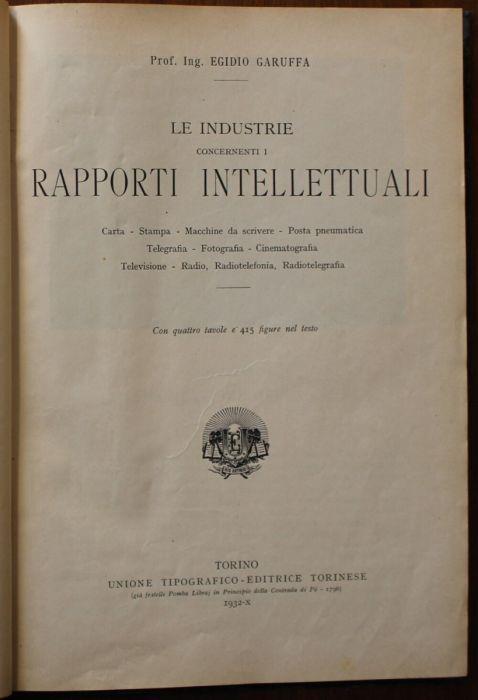 Prof. Ing. EGIDIO GARUFFA
LE INDUSTRIE
CONCERNENTI I
RAPPORTI INTELLETTUALI
Carta - Stampa - Macchine da scrivere - Posta pneumatica
Telegrafia - Fotografia - Cinematografia
Televisione - Radio, Radiotelefonia, Radiotelegrafia
Con quattro tavole e 415 figure nel testo
TORINO
UNIONE TIPOGRAFICO-EDITRICE TORINESE
(già fratelli Pomba Libraj in Principio della Contrada di Pò - 1796)
1932-X